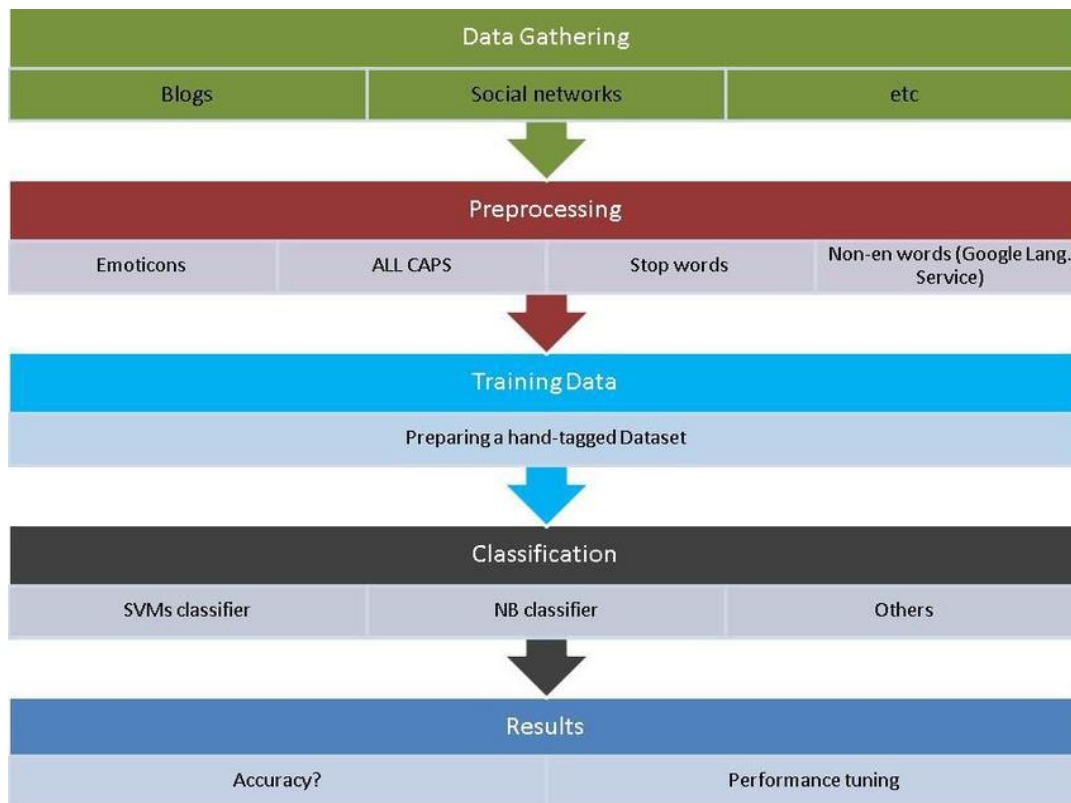 Data Gathering
Blogs
Social networks
etc
Preprocessing
Emoticons
ALL CAPS
Stop words
Non-en words (Google Lang.
Service)
Training Data
Preparing a hand-tagged Dataset
Classification
SVMs classifier
NB classifier
Others
Results
Accuracy?
Performance tuning